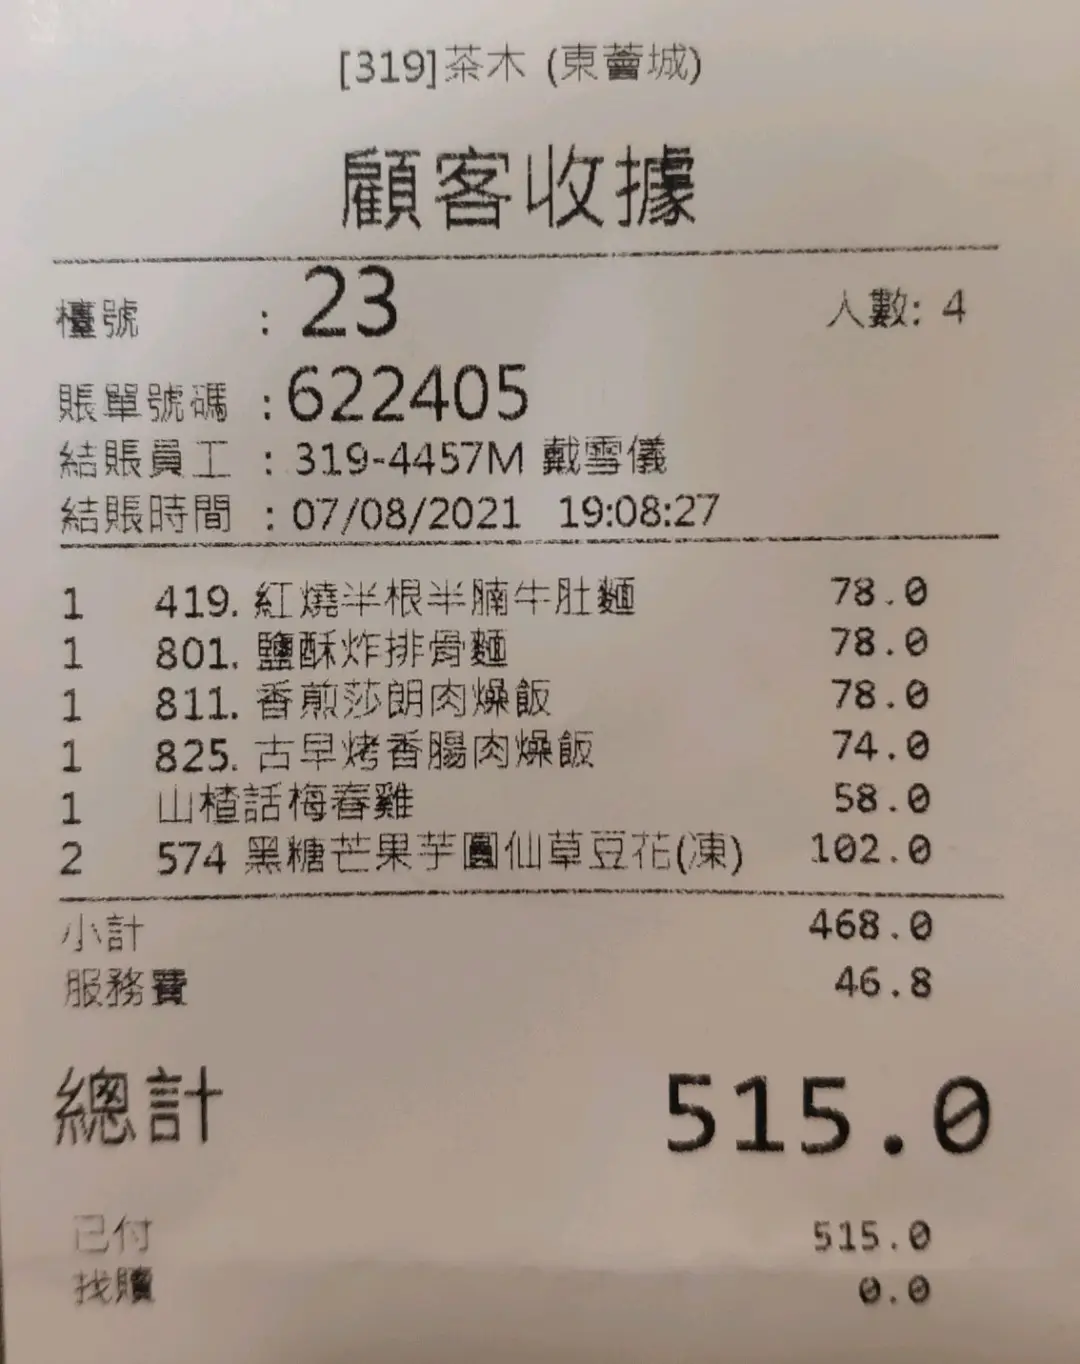 [319]茶木 (東薈城)
顧客收據
檯號 : 23 人數: 4
賬單號碼 : 622405
結賬員工 : 319-4457M 戴雪儀
結賬時間 : 07/08/2021 19:08:27
1 419. 紅燒半根半腩牛肚麵 78.0
1 801. 鹽酥炸排骨麵 78.0
1 811. 香煎莎朗肉燥飯 78.0
1 825. 古早烤香腸肉燥飯 74.0
1 山楂話梅春雞 58.0
2 574 黑糖芒果芋圓仙草豆花(凍) 102.0
小計 468.0
服務費 46.8
總計 515.0
已付 515.0
找贖 0.0